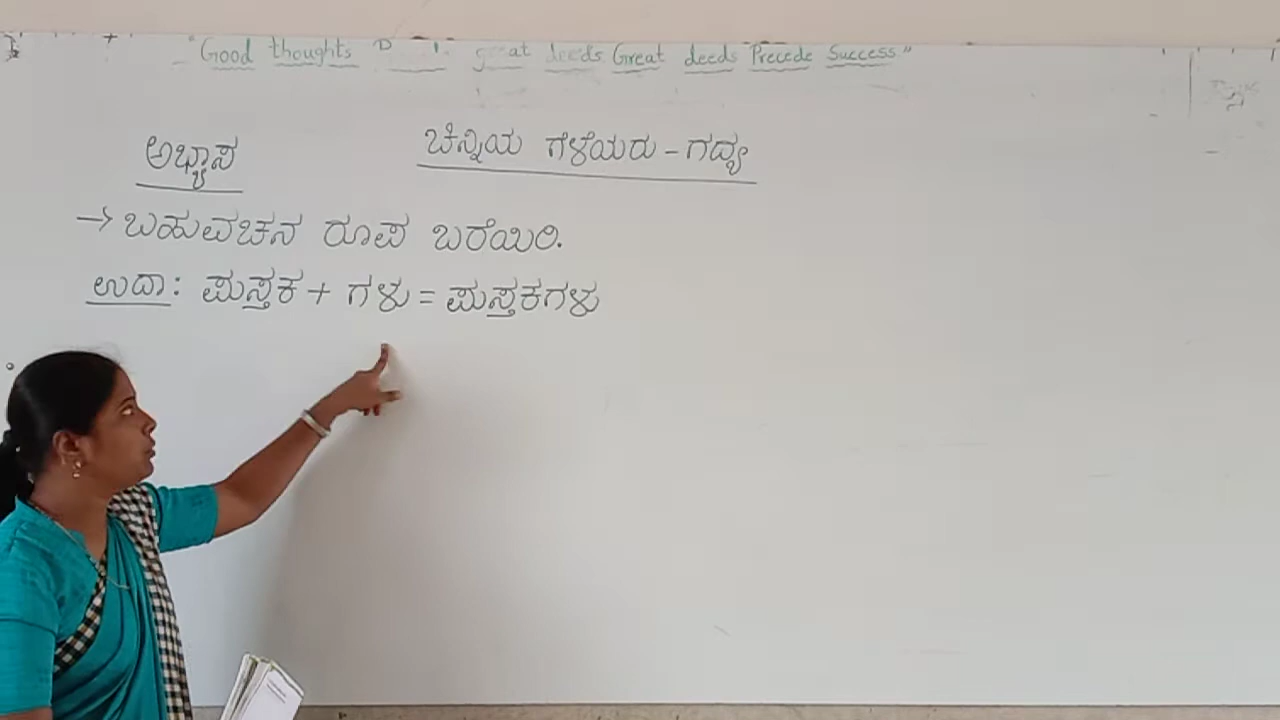 "Good thoughts great deeds Great deeds Precede Success"
ಅಭ್ಯಾಸ
ಚಿನ್ನಿಯ ಗೆಳೆಯರು - ಗದ್ಯ
→ ಬಹುವಚನ ರೂಪ ಬರೆಯಿರಿ.
ಉದಾ: ಪುಸ್ತಕ + ಗಳು = ಪುಸ್ತಕಗಳು